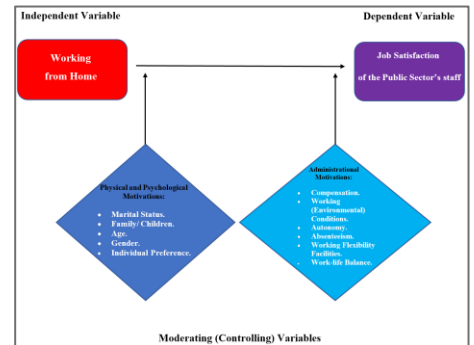 Independent Variable
Dependent Variable
Working
from Home
Job Satisfaction
of the Public Sector's staff
Physical and Psychological
Motivations:
• Marital Status.
• Family/ Children.
• Age.
• Gender.
• Individual Preference.
Administrational
Motivations:
• Compensation.
• Working
(Environmental)
Conditions.
• Autonomy.
• Absenteeism.
• Working Flexibility
Facilities.
• Work-life Balance.
Moderating (Controlling) Variables